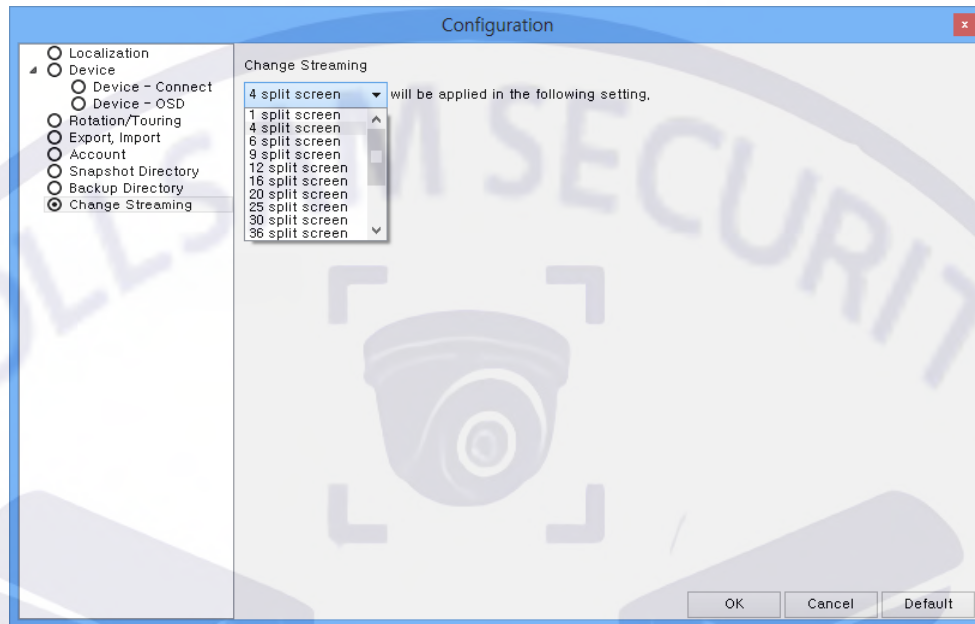 Configuration
x
Localization
Device
Device - Connect
Device - OSD
Rotation/Touring
Export, Import
Account
Snapshot Directory
Backup Directory
Change Streaming
Change Streaming
4 split screen will be applied in the following setting,
1 split screen
4 split screen
6 split screen
9 split screen
12 split screen
16 split screen
20 split screen
25 split screen
30 split screen
36 split screen
SECURIT
OK Cancel Default